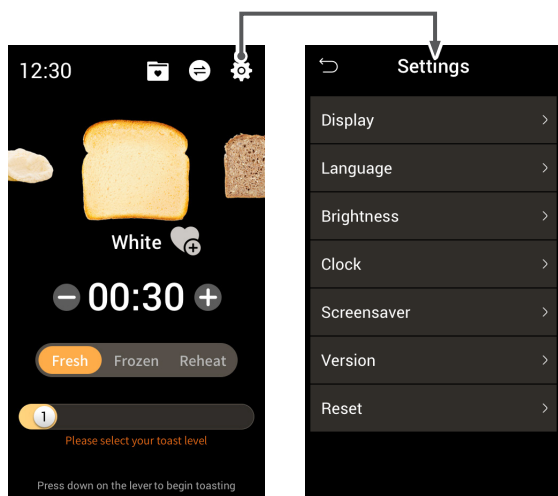 12:30
White
00:30
Fresh Frozen Reheat
1
Please select your toast level
Press down on the lever to begin toasting
Settings
Display
Language
Brightness
Clock
Screensaver
Version
Reset